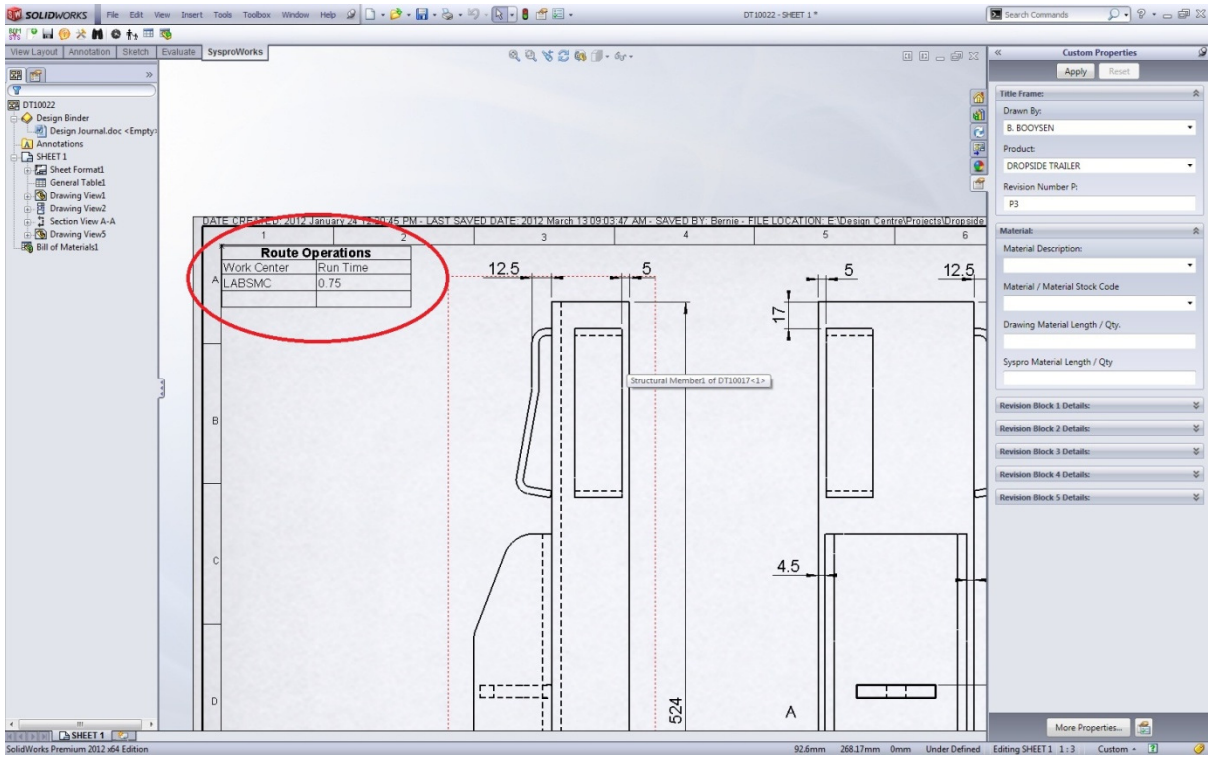 SOLIDWORKS File Edit View Insert Tools Toolbox Window Help
DT10022 - SHEET 1 *
Search Commands
View Layout Annotation Sketch Evaluate SysproWorks
DT10022
Design Binder
Design Journal.doc <Empty>
Annotations
SHEET 1
Sheet Format1
General Table1
Drawing View1
Drawing View2
Section View A-A
Drawing View5
Bill of Materials1
DATE CREATED: 2012 January 24 12:39:45 PM - LAST SAVED DATE: 2012 March 13 09:03:47 AM - SAVED BY: Bernie - FILE LOCATION: E:\Design Centre\Projects\Dropside
1 2 3 4 5 6
Route Operations
Work Center Run Time
LABSMC 0.75
A
B
C
D
12.5 5 5 12.5
17
Structural Member1 of DT10017<1>
4.5
524
A
Custom Properties
Apply Reset
Title Frame:
Drawn By:
B. BOOYSEN
Product:
DROPSIDE TRAILER
Revision Number P:
P3
Material:
Material Description:
Material / Material Stock Code
Drawing Material Length / Qty.
Syspro Material Length / Qty
Revision Block 1 Details:
Revision Block 2 Details:
Revision Block 3 Details:
Revision Block 4 Details:
Revision Block 5 Details:
More Properties...
SHEET 1
SolidWorks Premium 2012 x64 Edition
92.6mm 268.17mm 0mm Under Defined Editing SHEET 1 1 : 3 Custom